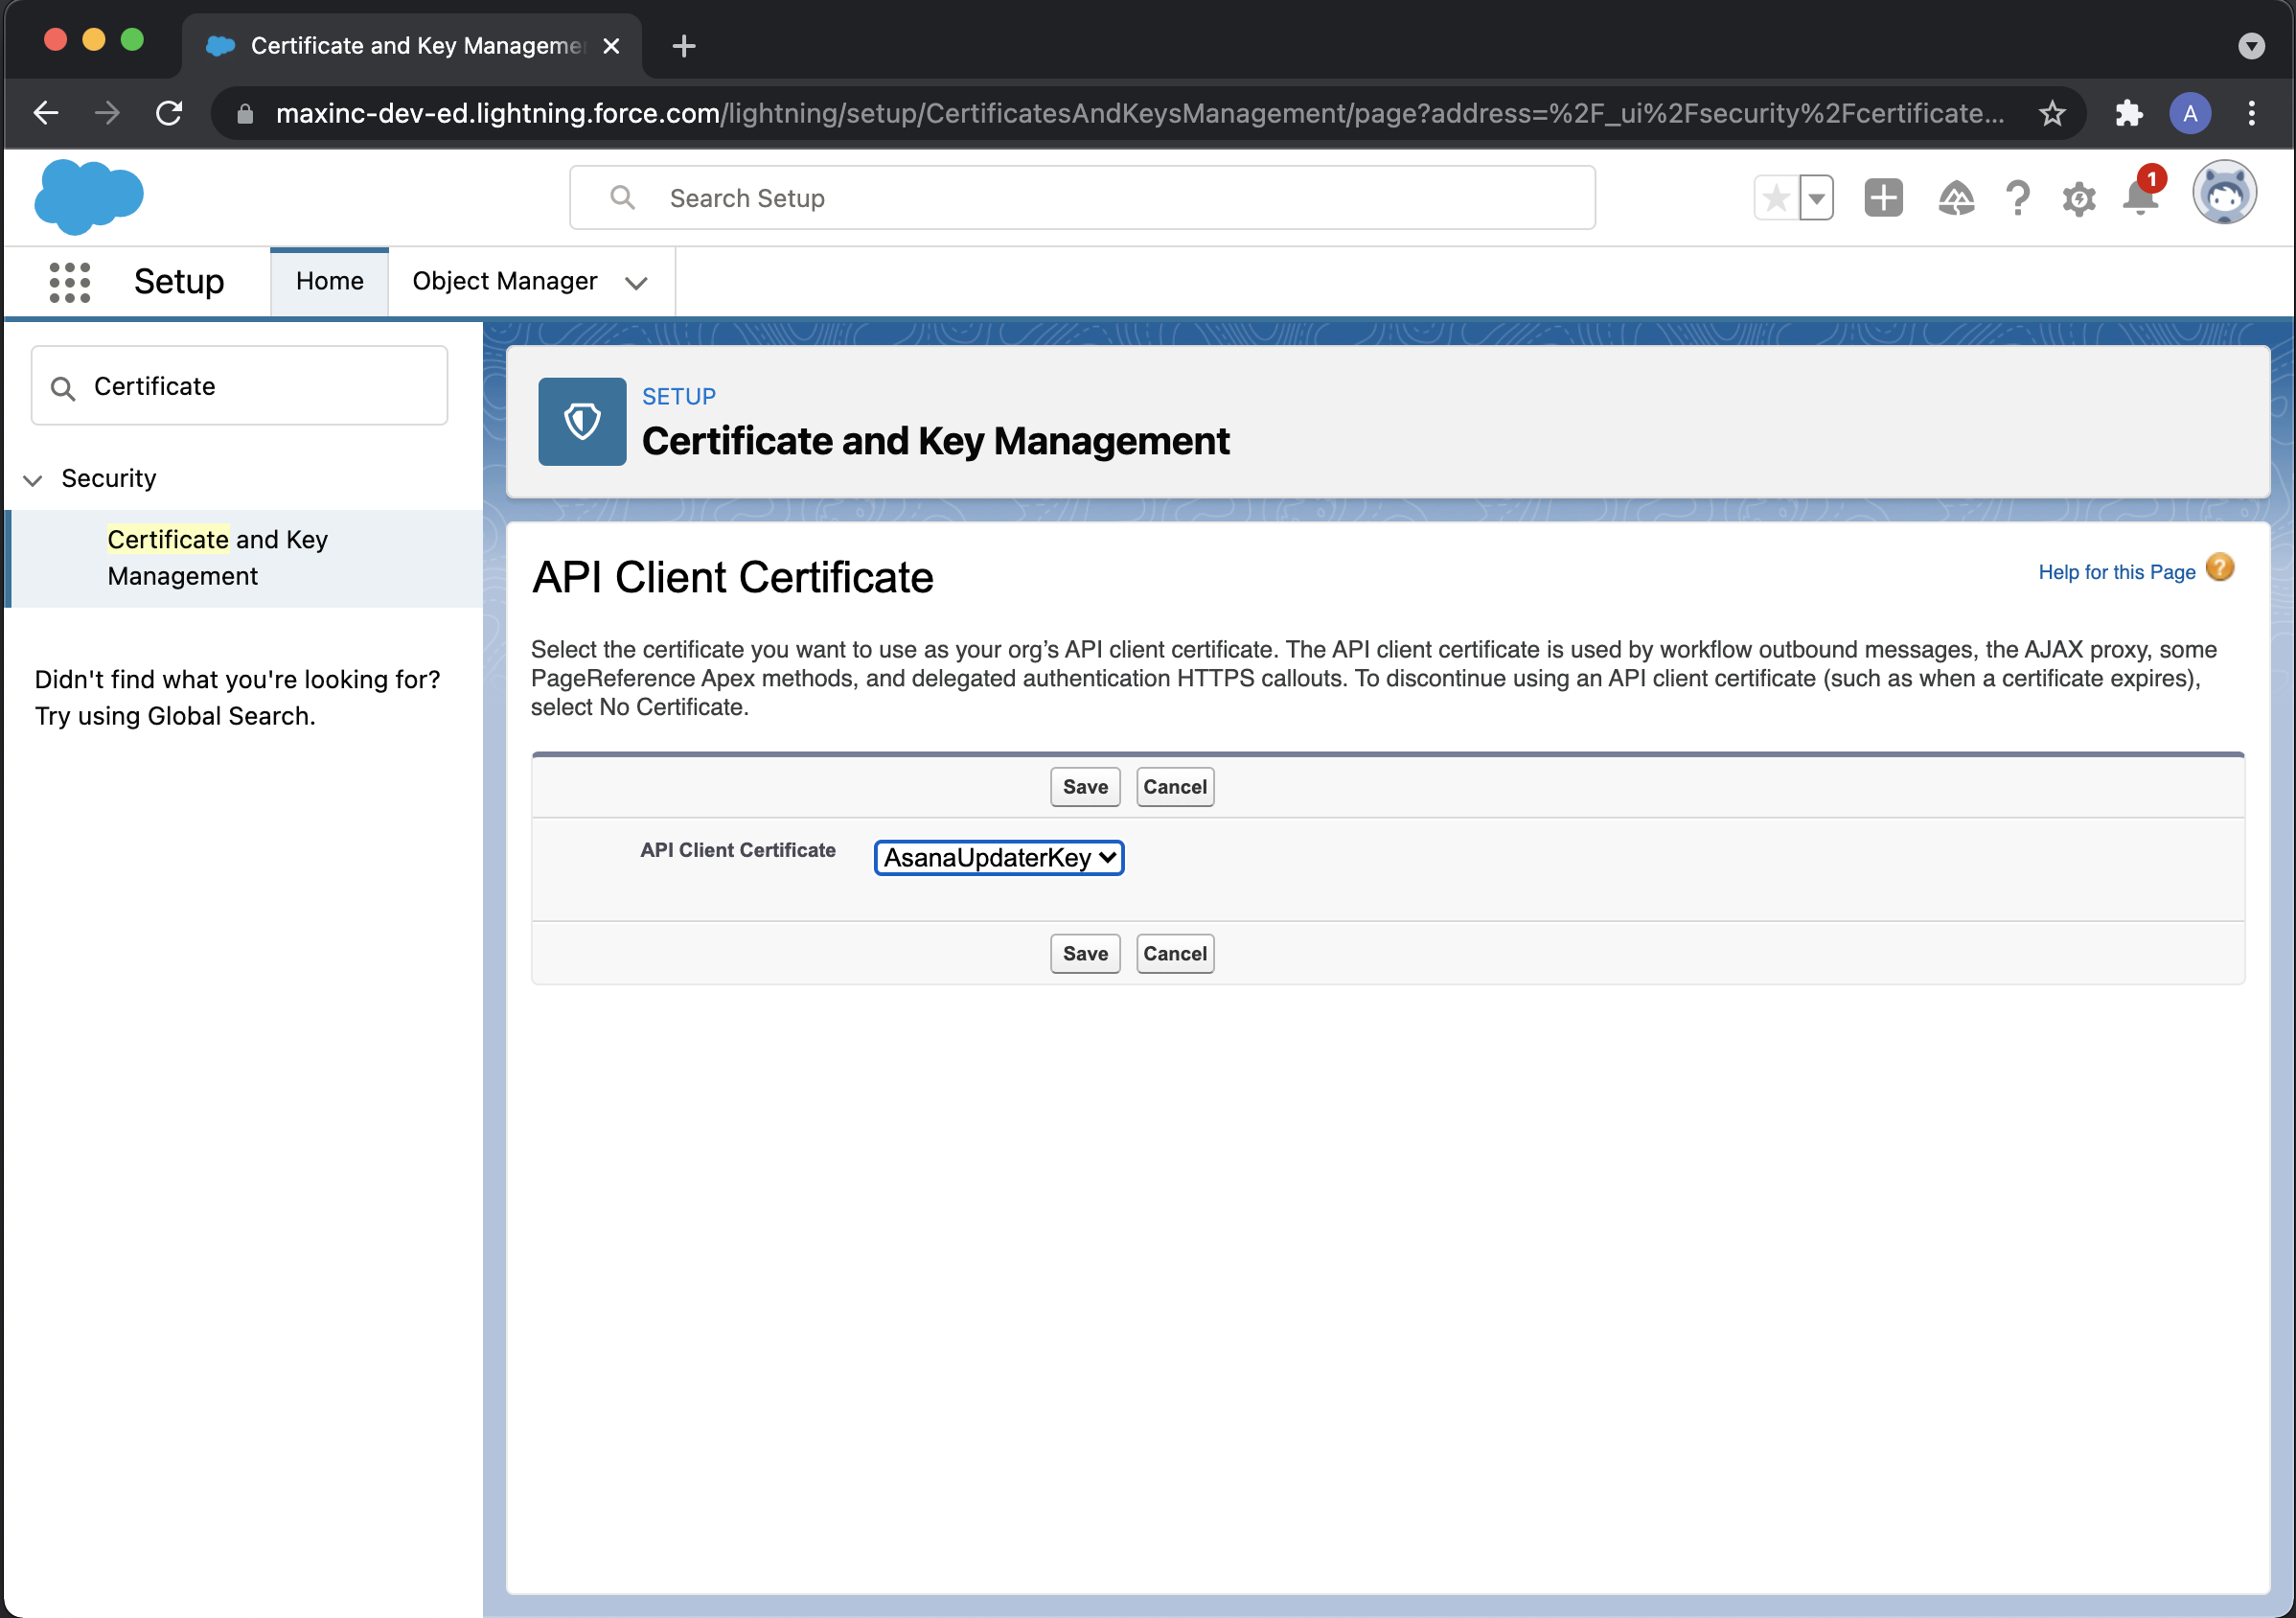 Certificate and Key Manageme
maxinc-dev-ed.lightning.force.com/lightning/setup/CertificatesAndKeysManagement/page?address=%2F_ui%2Fsecurity%2Fcertificate...
A
Search Setup
1
Setup
Home
Object Manager
Certificate
Security
Certificate and Key
Management
Didn't find what you're looking for?
Try using Global Search.
SETUP
Certificate and Key Management
API Client Certificate
Help for this Page
Select the certificate you want to use as your org’s API client certificate. The API client certificate is used by workflow outbound messages, the AJAX proxy, some
PageReference Apex methods, and delegated authentication HTTPS callouts. To discontinue using an API client certificate (such as when a certificate expires),
select No Certificate.
Save Cancel
API Client Certificate AsanaUpdaterKey
Save Cancel